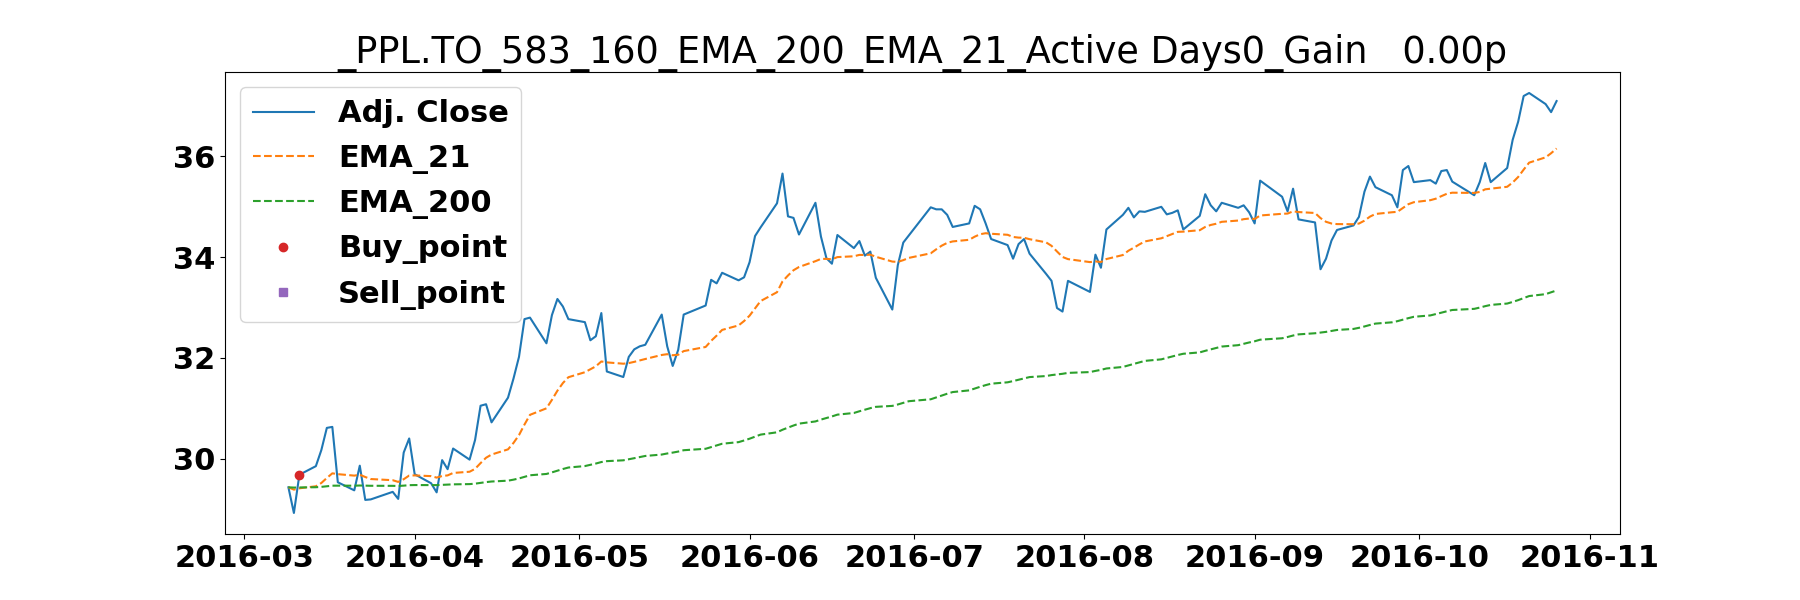 _PPL.TO_583_160_EMA_200_EMA_21_Active Days0_Gain   0.00p
Adj. Close
EMA_21
EMA_200
Buy_point
Sell_point
36
34
32
30
2016-03 2016-04 2016-05 2016-06 2016-07 2016-08 2016-09 2016-10 2016-11